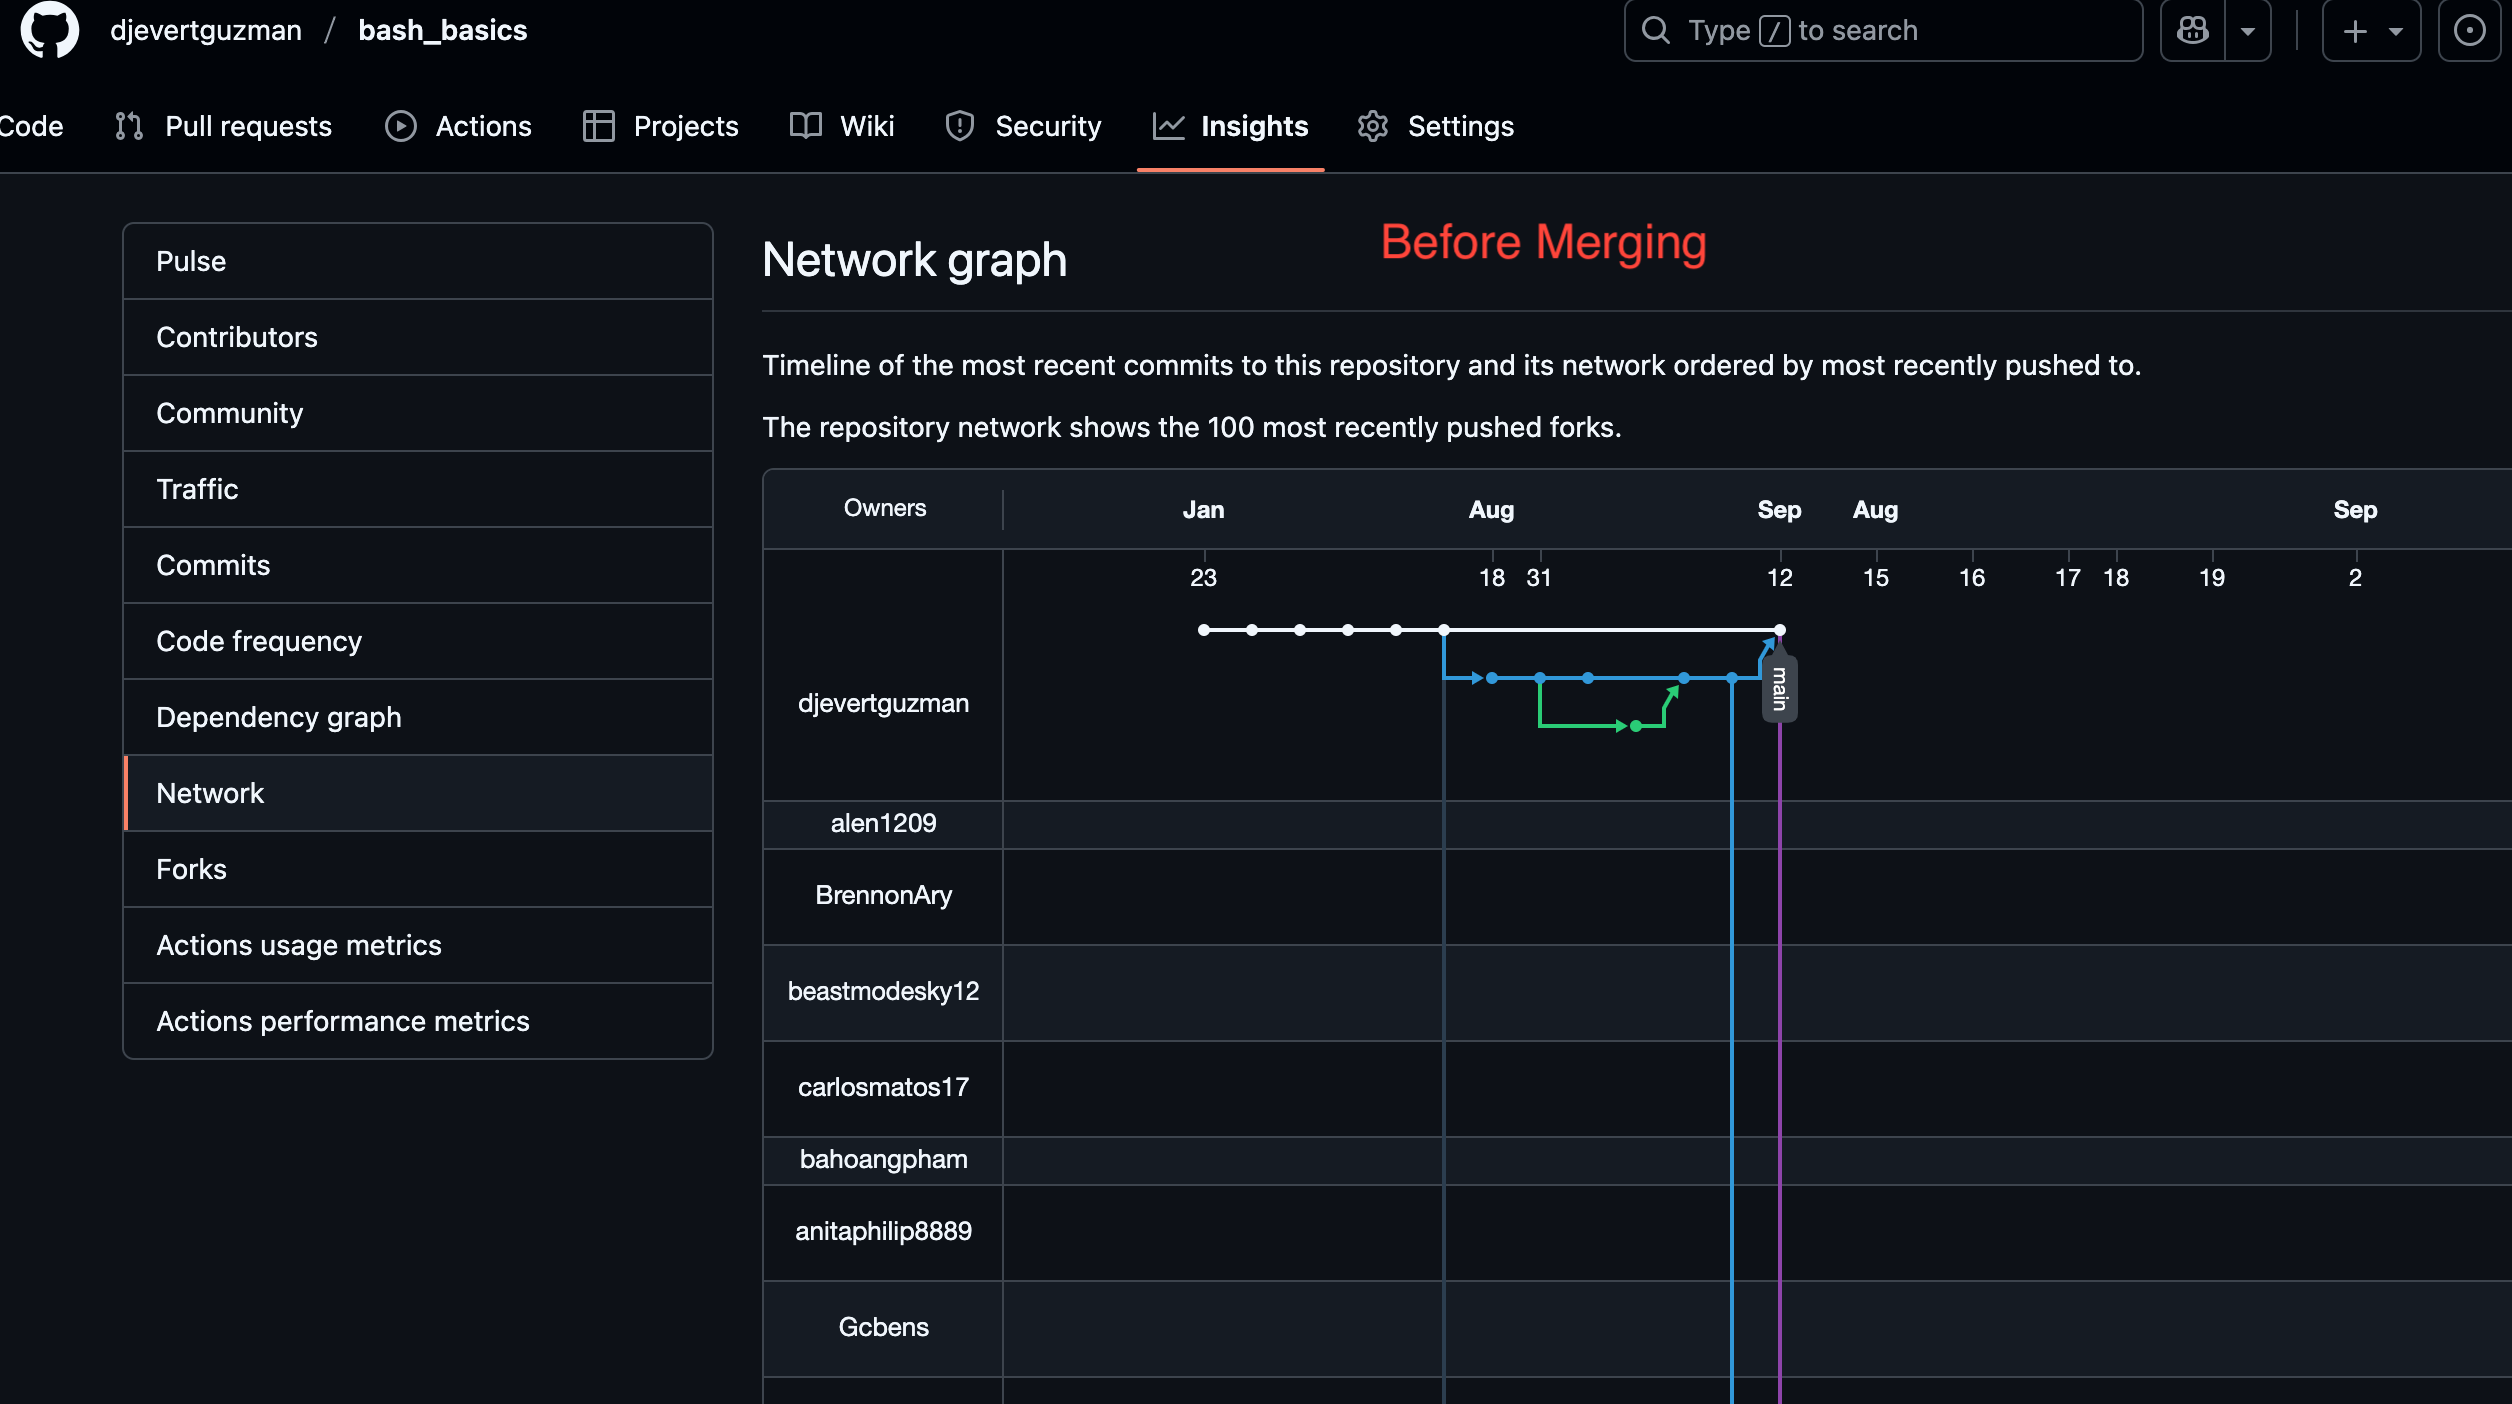 djevertguzman / bash_basics
Type / to search
Code Pull requests Actions Projects Wiki Security Insights Settings
Before Merging
Pulse
Contributors
Community
Traffic
Commits
Code frequency
Dependency graph
Network
Forks
Actions usage metrics
Actions performance metrics
Network graph
Timeline of the most recent commits to this repository and its network ordered by most recently pushed to.
The repository network shows the 100 most recently pushed forks.
Owners Jan Aug Sep Aug Sep
23 18 31 12 15 16 17 18 19 2
main
djevertguzman
alen1209
BrennonAry
beastmodesky12
carlosmatos17
bahoangpham
anitaphilip8889
Gcbens